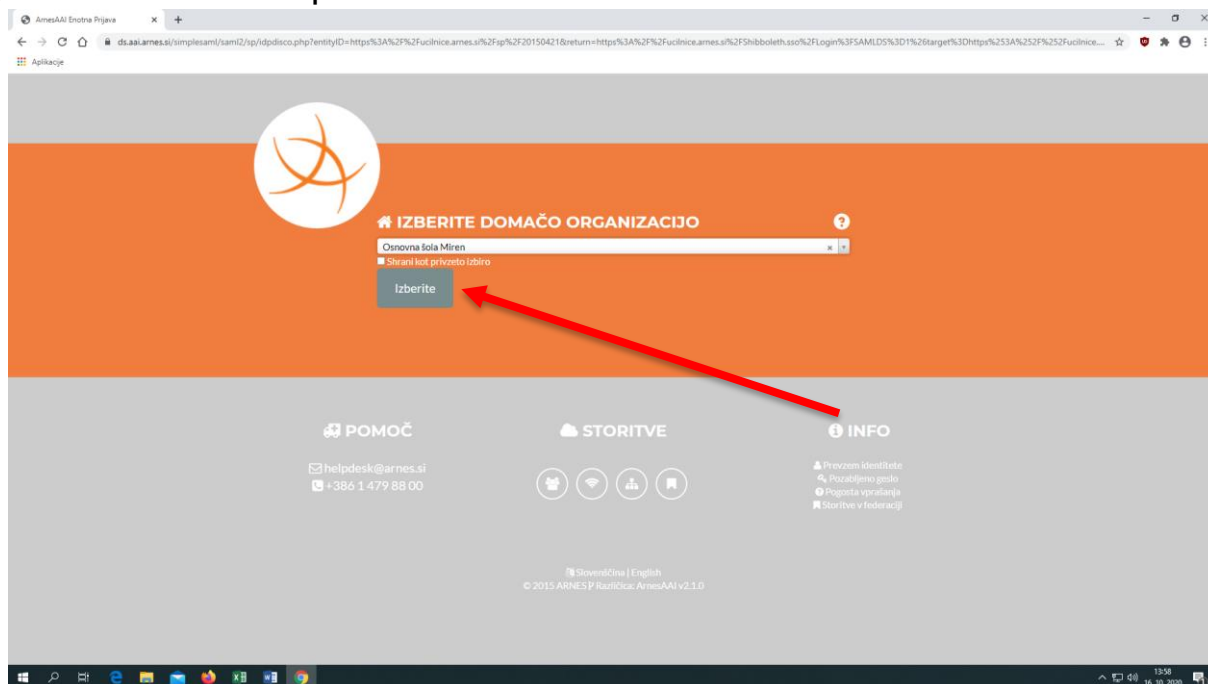 AmesAAI Enotna Prijava
ds.aai.arnes.si/simplesaml/saml2/sp/idpdisco.php?entityID=https%3A%2F%2Fucilnice.arnes.si%2Fsp%2F20150421&return=https%3A%2F%2Fucilnice.arnes.si%2FShibboleth.sso%2FLogin%3FSAMLDS%3D1%26target%3Dhttps%253A%252F%252Fucilnice....
Aplikacije
IZBERITE DOMAČO ORGANIZACIJO
Osnovna šola Miren
Shrani kot privzeto izbiro
Izberite
POMOČ
helpdesk@arnes.si
+386 1 479 88 00
STORITVE
INFO
Prevzem identitete
Pozabljeno geslo
Pogosta vprašanja
Storitve v federaciji
Slovenščina | English
© 2015 ARNES Različica: ArnesAAI v2.1.0
13:58
16. 10. 2020